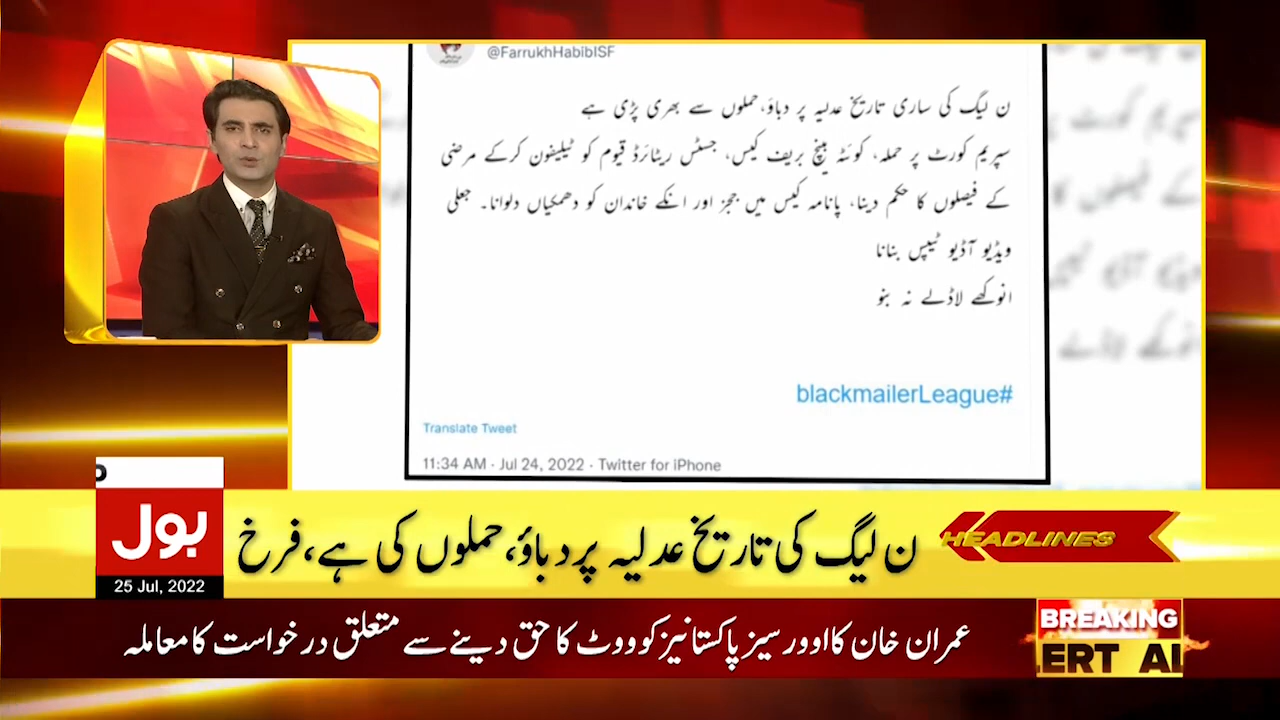 @FarrukhHabibISF
ن لیگ کی ساری تاریخ عدلیہ پر دباؤ،حملوں سے بھری پڑی ہے
سپریم کورٹ پر حملہ، کوئٹہ بینچ بریف کیس، جسٹس ریٹائرڈ قیوم کو ٹیلیفون کرکے مرضی
کے فیصلوں کا حکم دینا، پانامہ کیس میں ججز اور انکے خاندان کو دھمکیاں دلوانا۔ جعلی
ویڈیو آڈیو ٹیپس بنانا
انوکھے لاڈلے نہ بنو
blackmailerLeague#
Translate Tweet
11:34 AM · Jul 24, 2022 · Twitter for iPhone
HEADLINES
ن لیگ کی تاریخ عدلیہ پر دباؤ، حملوں کی ہے، فرخ
بول
25 Jul, 2022
BREAKING
عمران خان کا اوورسیز پاکستانیز کو ووٹ کا حق دینے سے متعلق درخواست کا معاملہ
ERT AL